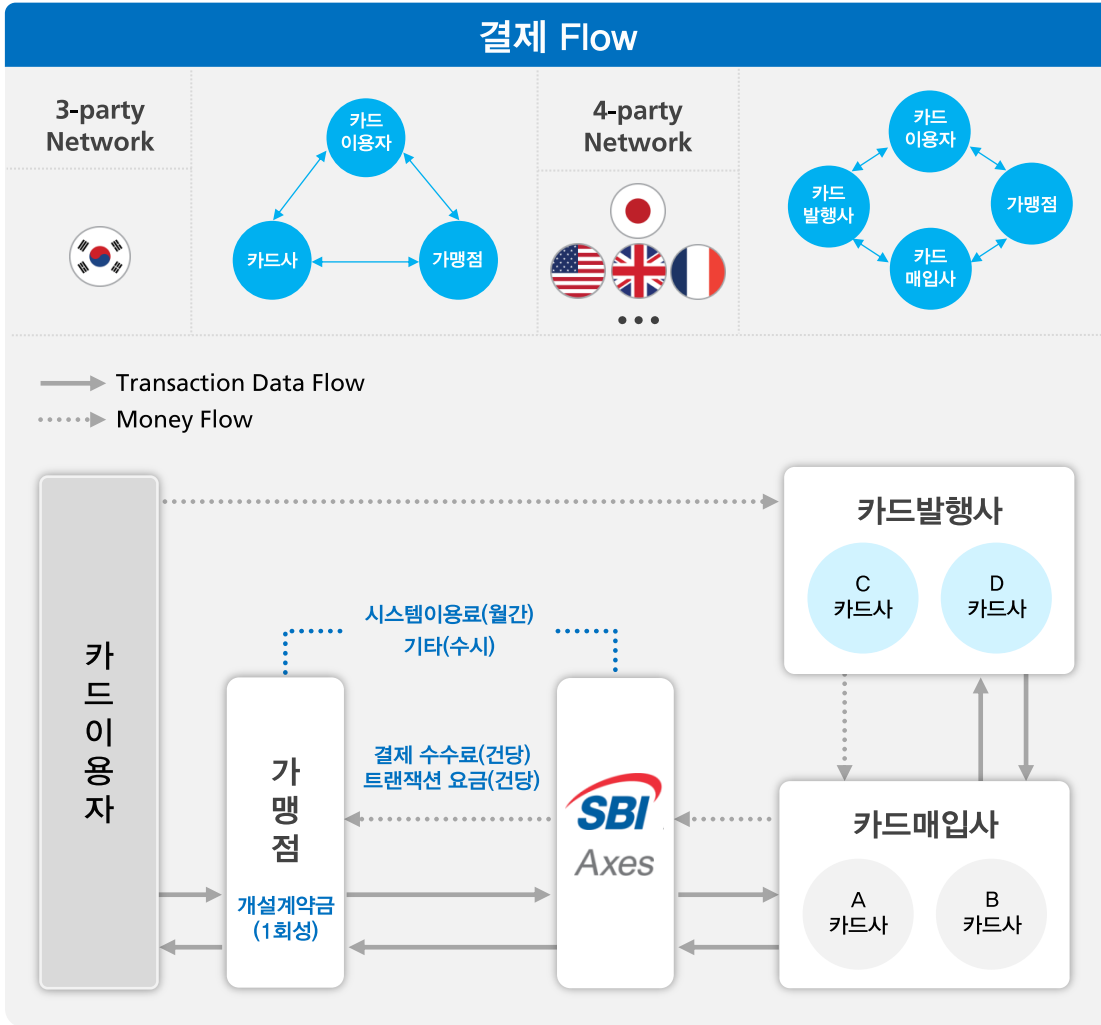 결제 Flow
3-party
Network
카드
이용자
카드사
가맹점
4-party
Network
카드
이용자
카드
발행사
가맹점
카드
매입사
Transaction Data Flow
Money Flow
카드이용자
카드발행사
C
카드사
D
카드사
시스템이용료(월간)
기타(수시)
가맹점
개설계약금
(1회성)
결제 수수료(건당)
트랜잭션 요금(건당)
SBI
Axes
카드매입사
A
카드사
B
카드사